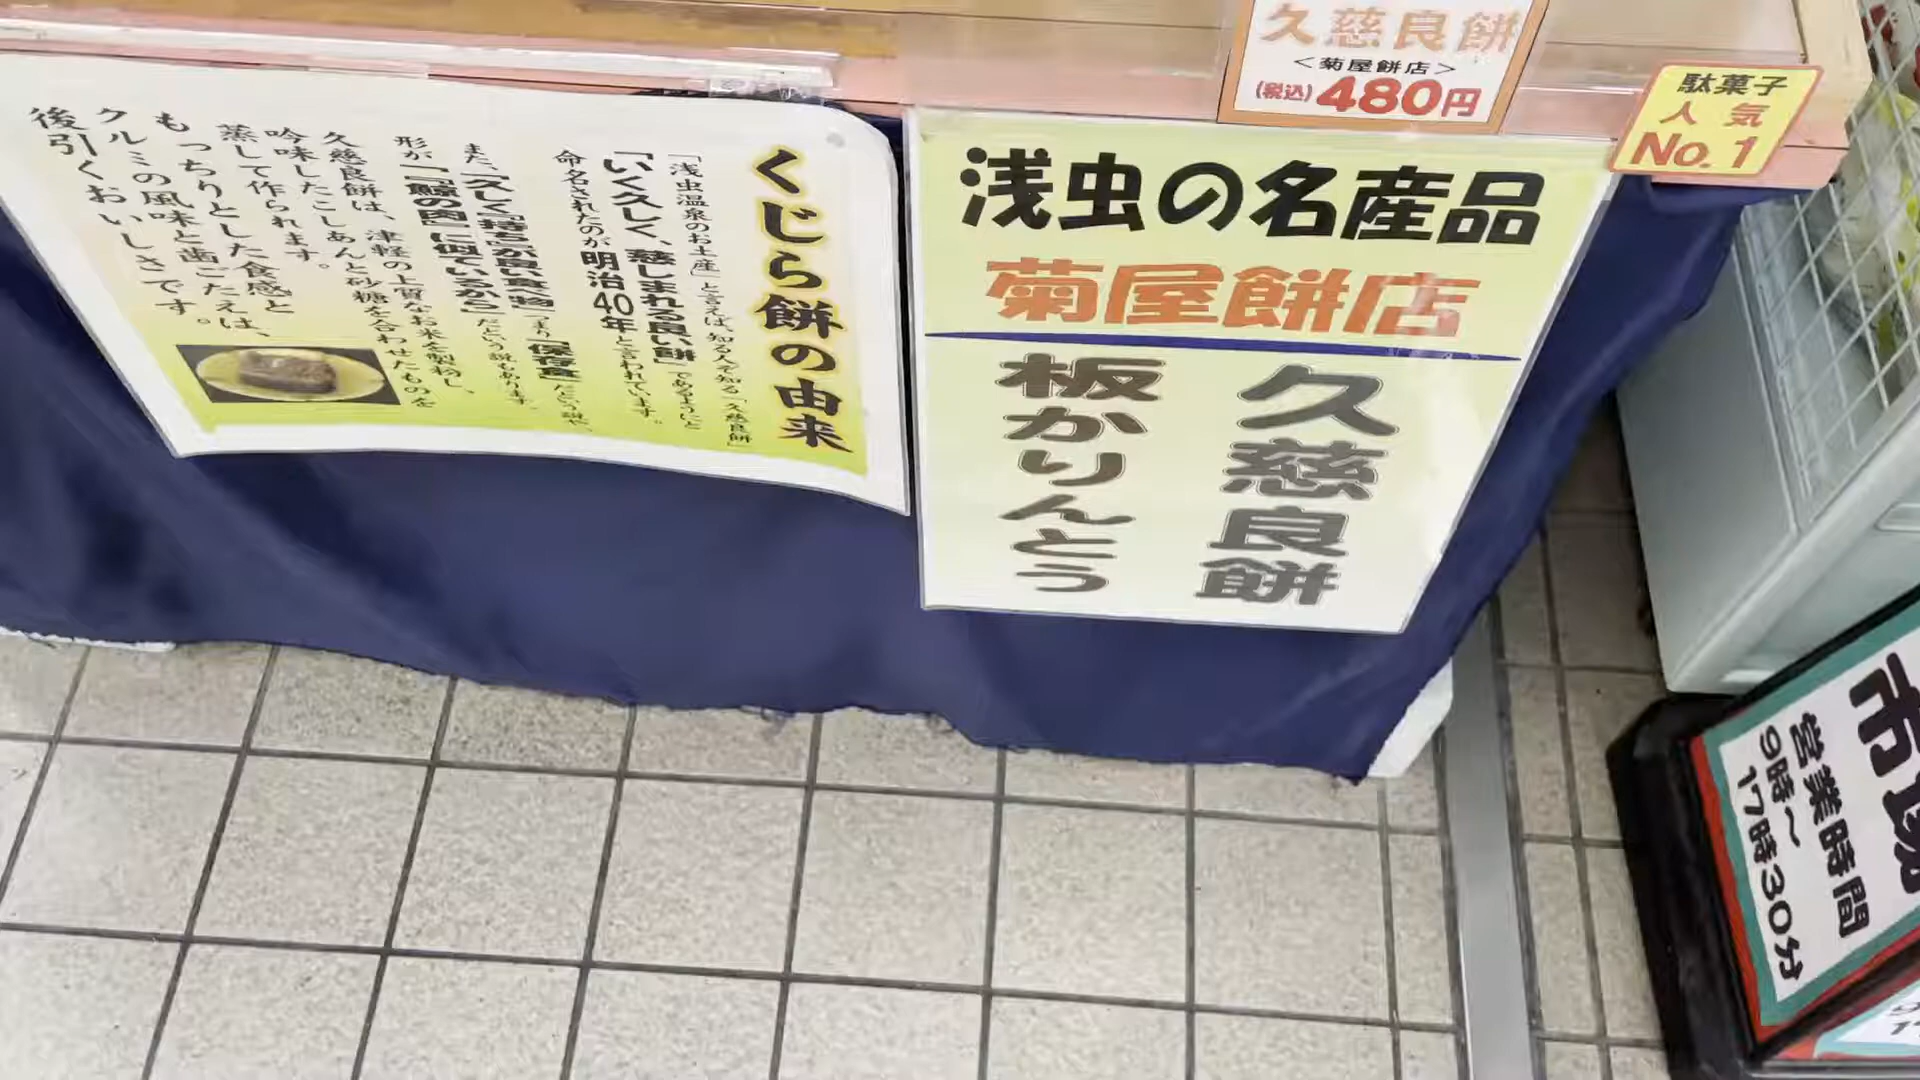 久慈良餅
<菊屋餅店>
(税込)480円
駄菓子
人気
No.1
浅虫の名産品
菊屋餅店
久慈良餅
板かりんとう
くじら餅の由来
「浅虫温泉のお土産」と言えば、知る人ぞ知る「久慈良餅」
「いく久しく、慈しまれる良い餅」であるようにと
命名されたのが明治40年と言われています。
また、「久しく」「持ち」が良い食べ物、つまり「保存食」だという説や、
形が「「鯨の肉」に似ているから」だという説もあります。
久慈良餅は、津軽の上質なお米を製粉し、
吟味したこしあんと砂糖を合わせたものを
蒸して作られます。
もっちりとした食感と
クルミの風味と歯ごたえは、
後引くおいしさです。
市場
営業時間
9時~
17時30分